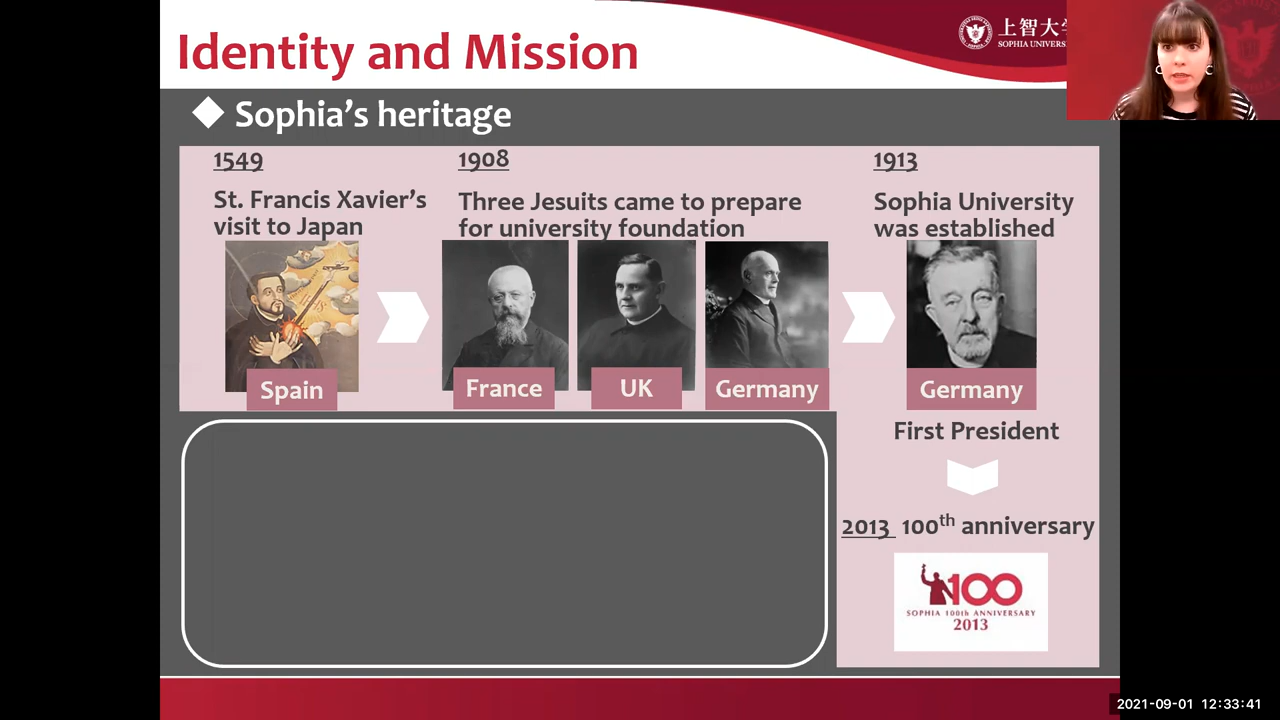 Identity and Mission
上智大学
SOPHIA UNIVERS
Sophia's heritage
1549
St. Francis Xavier's
visit to Japan
Spain
1908
Three Jesuits came to prepare
for university foundation
France
UK
Germany
1913
Sophia University
was established
Germany
First President
2013 100th anniversary
100
SOPHIA 100th ANNIVERSARY
2013
2021-09-01 12:33:41